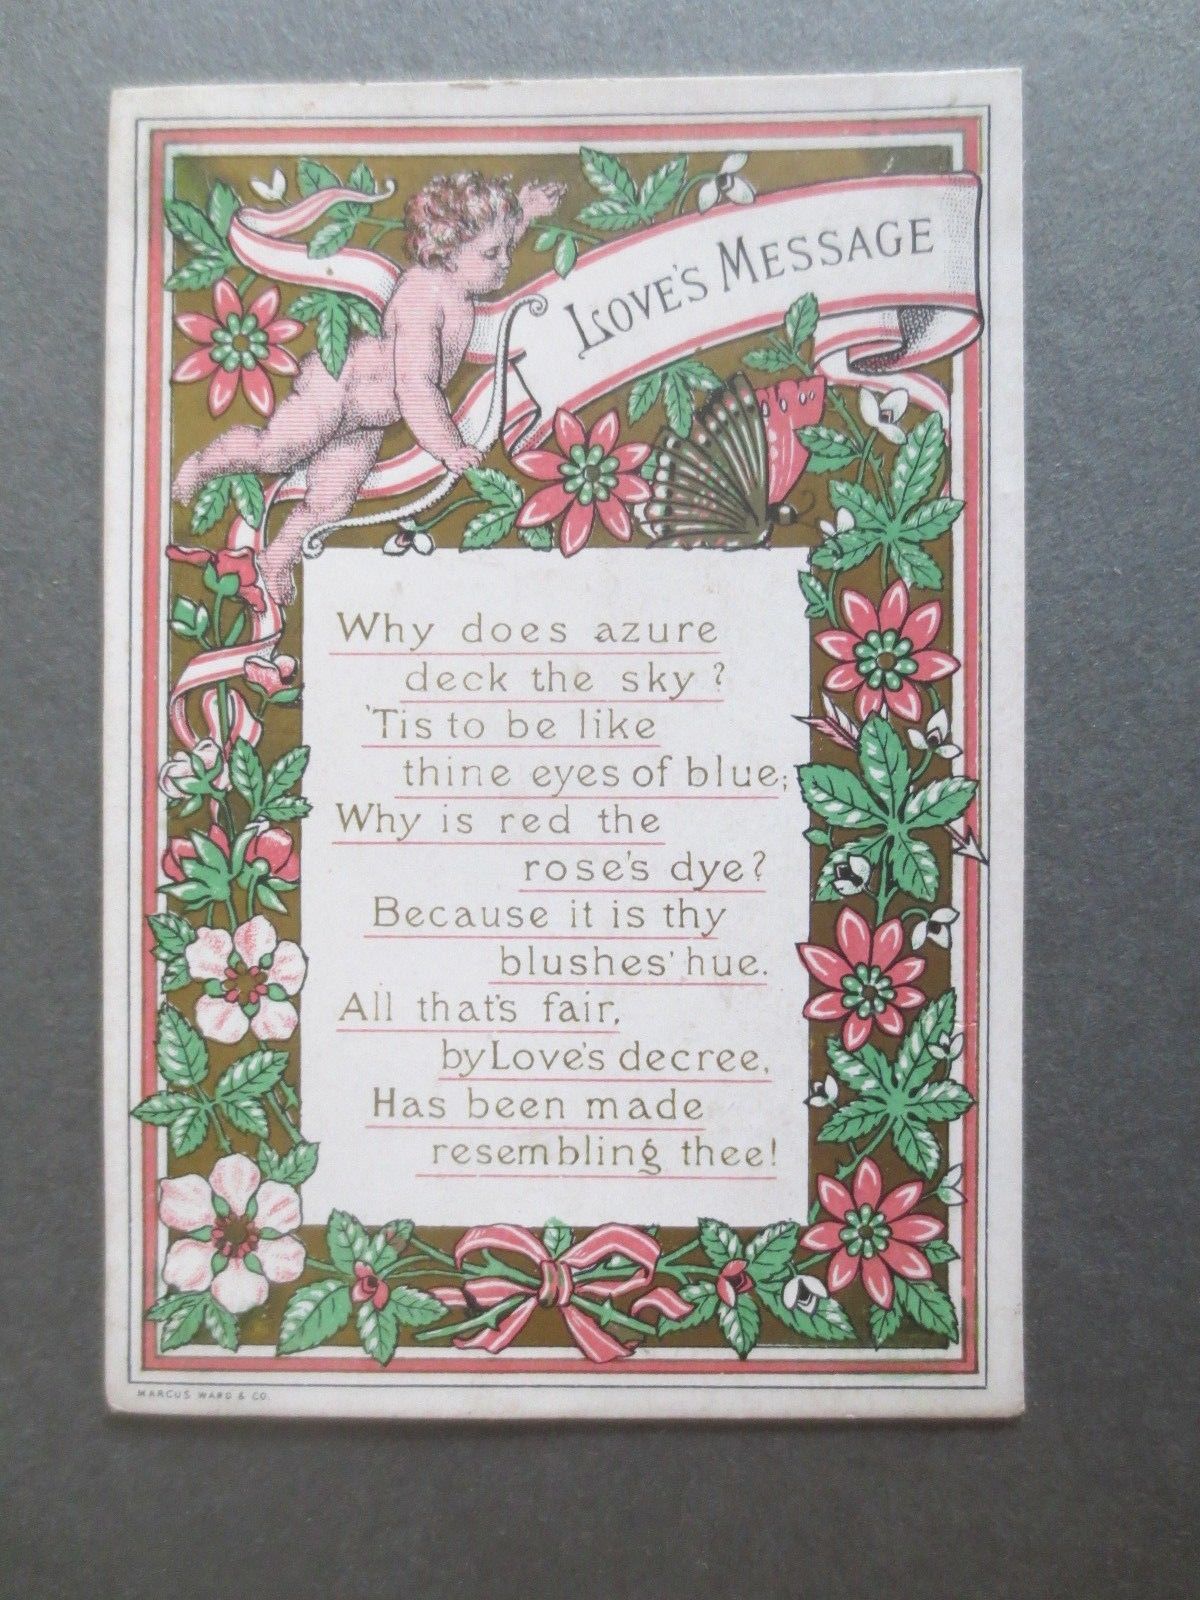 LOVE'S MESSAGE
Why does azure
deck the sky?
'Tis to be like
thine eyes of blue;
Why is red the
rose's dye?
Because it is thy
blushes' hue.
All that's fair,
by Love's decree,
Has been made
resembling thee!
MARCUS WARD & CO.